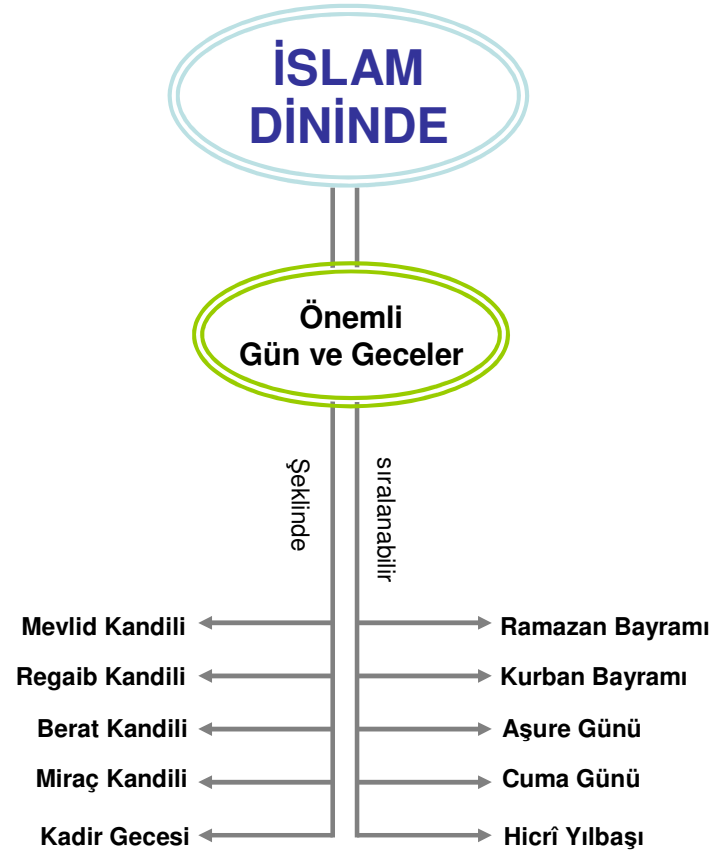 İSLAM
DİNİNDE
Önemli
Gün ve Geceler
Şeklinde
sıralanabilir
Mevlid Kandili
Ramazan Bayramı
Regaib Kandili
Kurban Bayramı
Berat Kandili
Aşure Günü
Miraç Kandili
Cuma Günü
Kadir Gecesi
Hicrî Yılbaşı